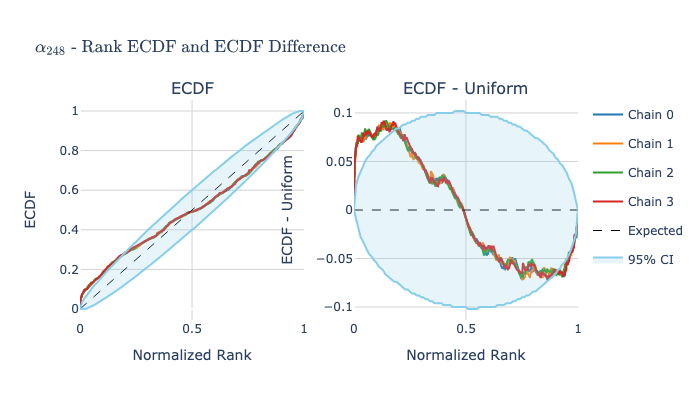 α₂₄₈ - Rank ECDF and ECDF Difference
ECDF
ECDF - Uniform
1
0.8
0.6
0.4
0.2
0
0
0.5
1
ECDF
Normalized Rank
0.1
0.05
0
−0.05
−0.1
0
0.5
1
ECDF - Uniform
Normalized Rank
Chain 0
Chain 1
Chain 2
Chain 3
Expected
95% CI